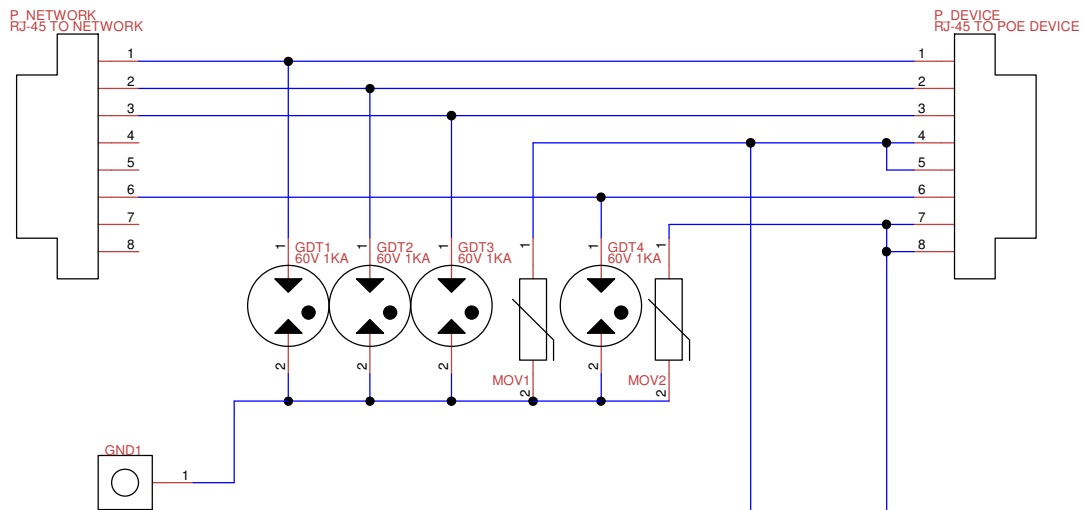 P_NETWORK
RJ-45 TO NETWORK
P_DEVICE
RJ-45 TO POE DEVICE
1
2
3
4
5
6
7
8
1
2
3
4
5
6
7
8
1
GDT1
60V 1KA
2
1
GDT2
60V 1KA
2
1
GDT3
60V 1KA
2
1
MOV1
2
1
GDT4
60V 1KA
2
1
MOV2
2
GND1
1